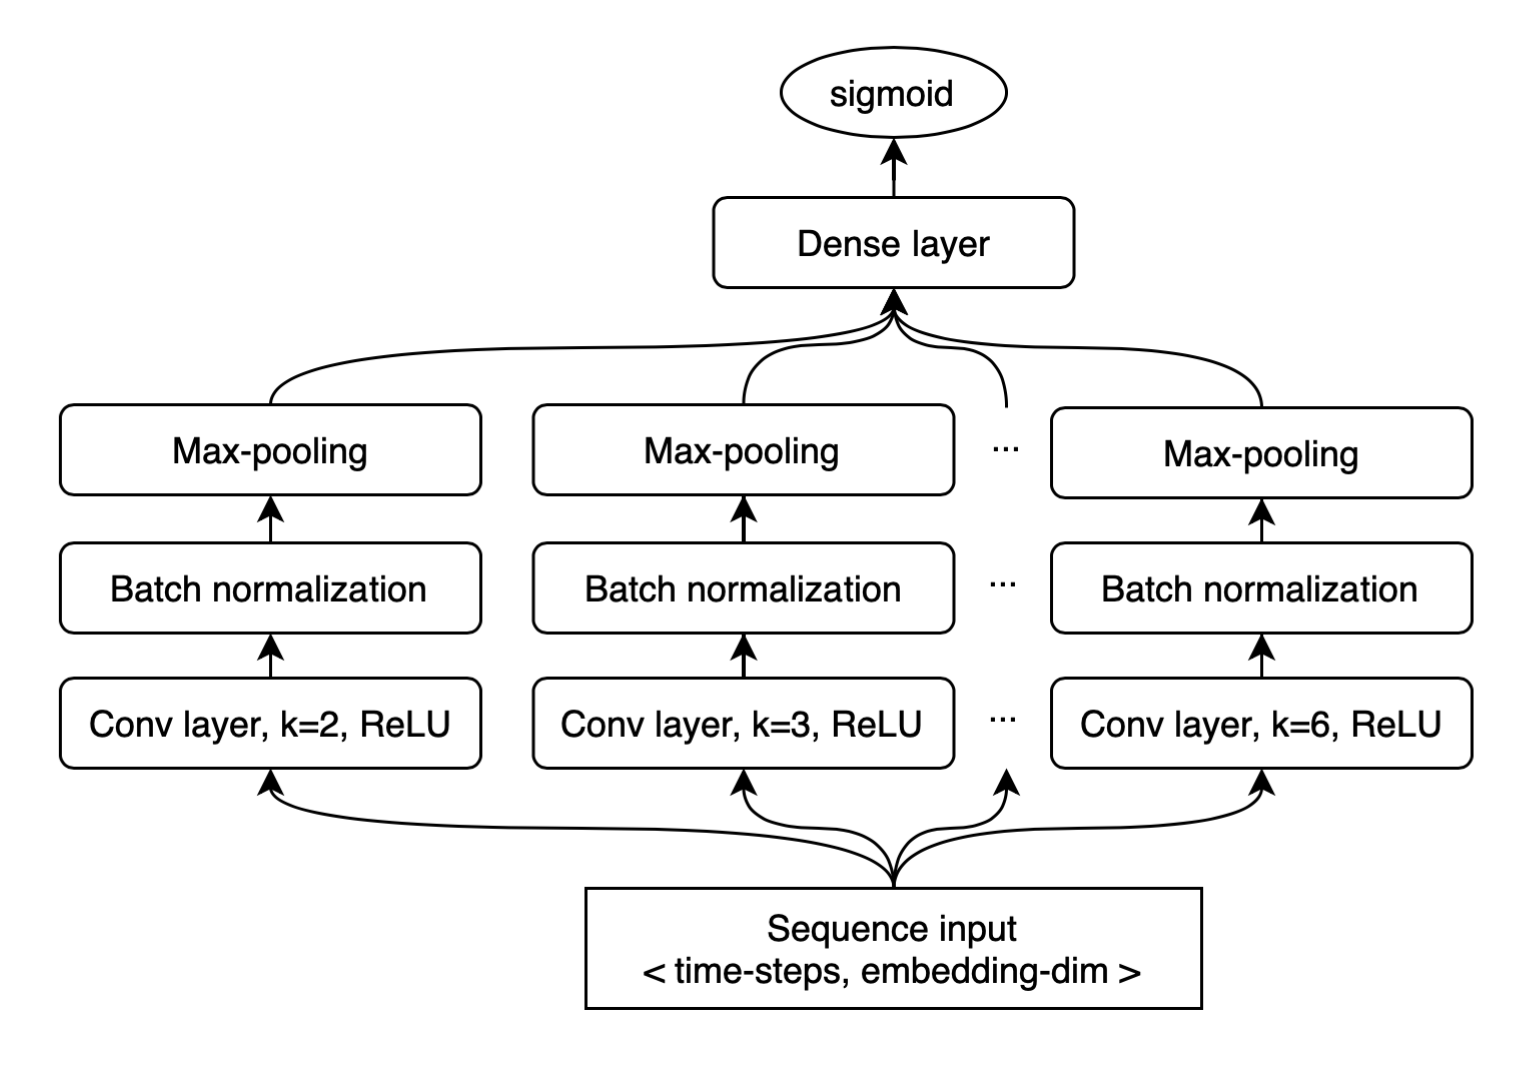 sigmoid
Dense layer
Max-pooling
Max-pooling
...
Max-pooling
Batch normalization
Batch normalization
...
Batch normalization
Conv layer, k=2, ReLU
Conv layer, k=3, ReLU
...
Conv layer, k=6, ReLU
Sequence input
< time-steps, embedding-dim >